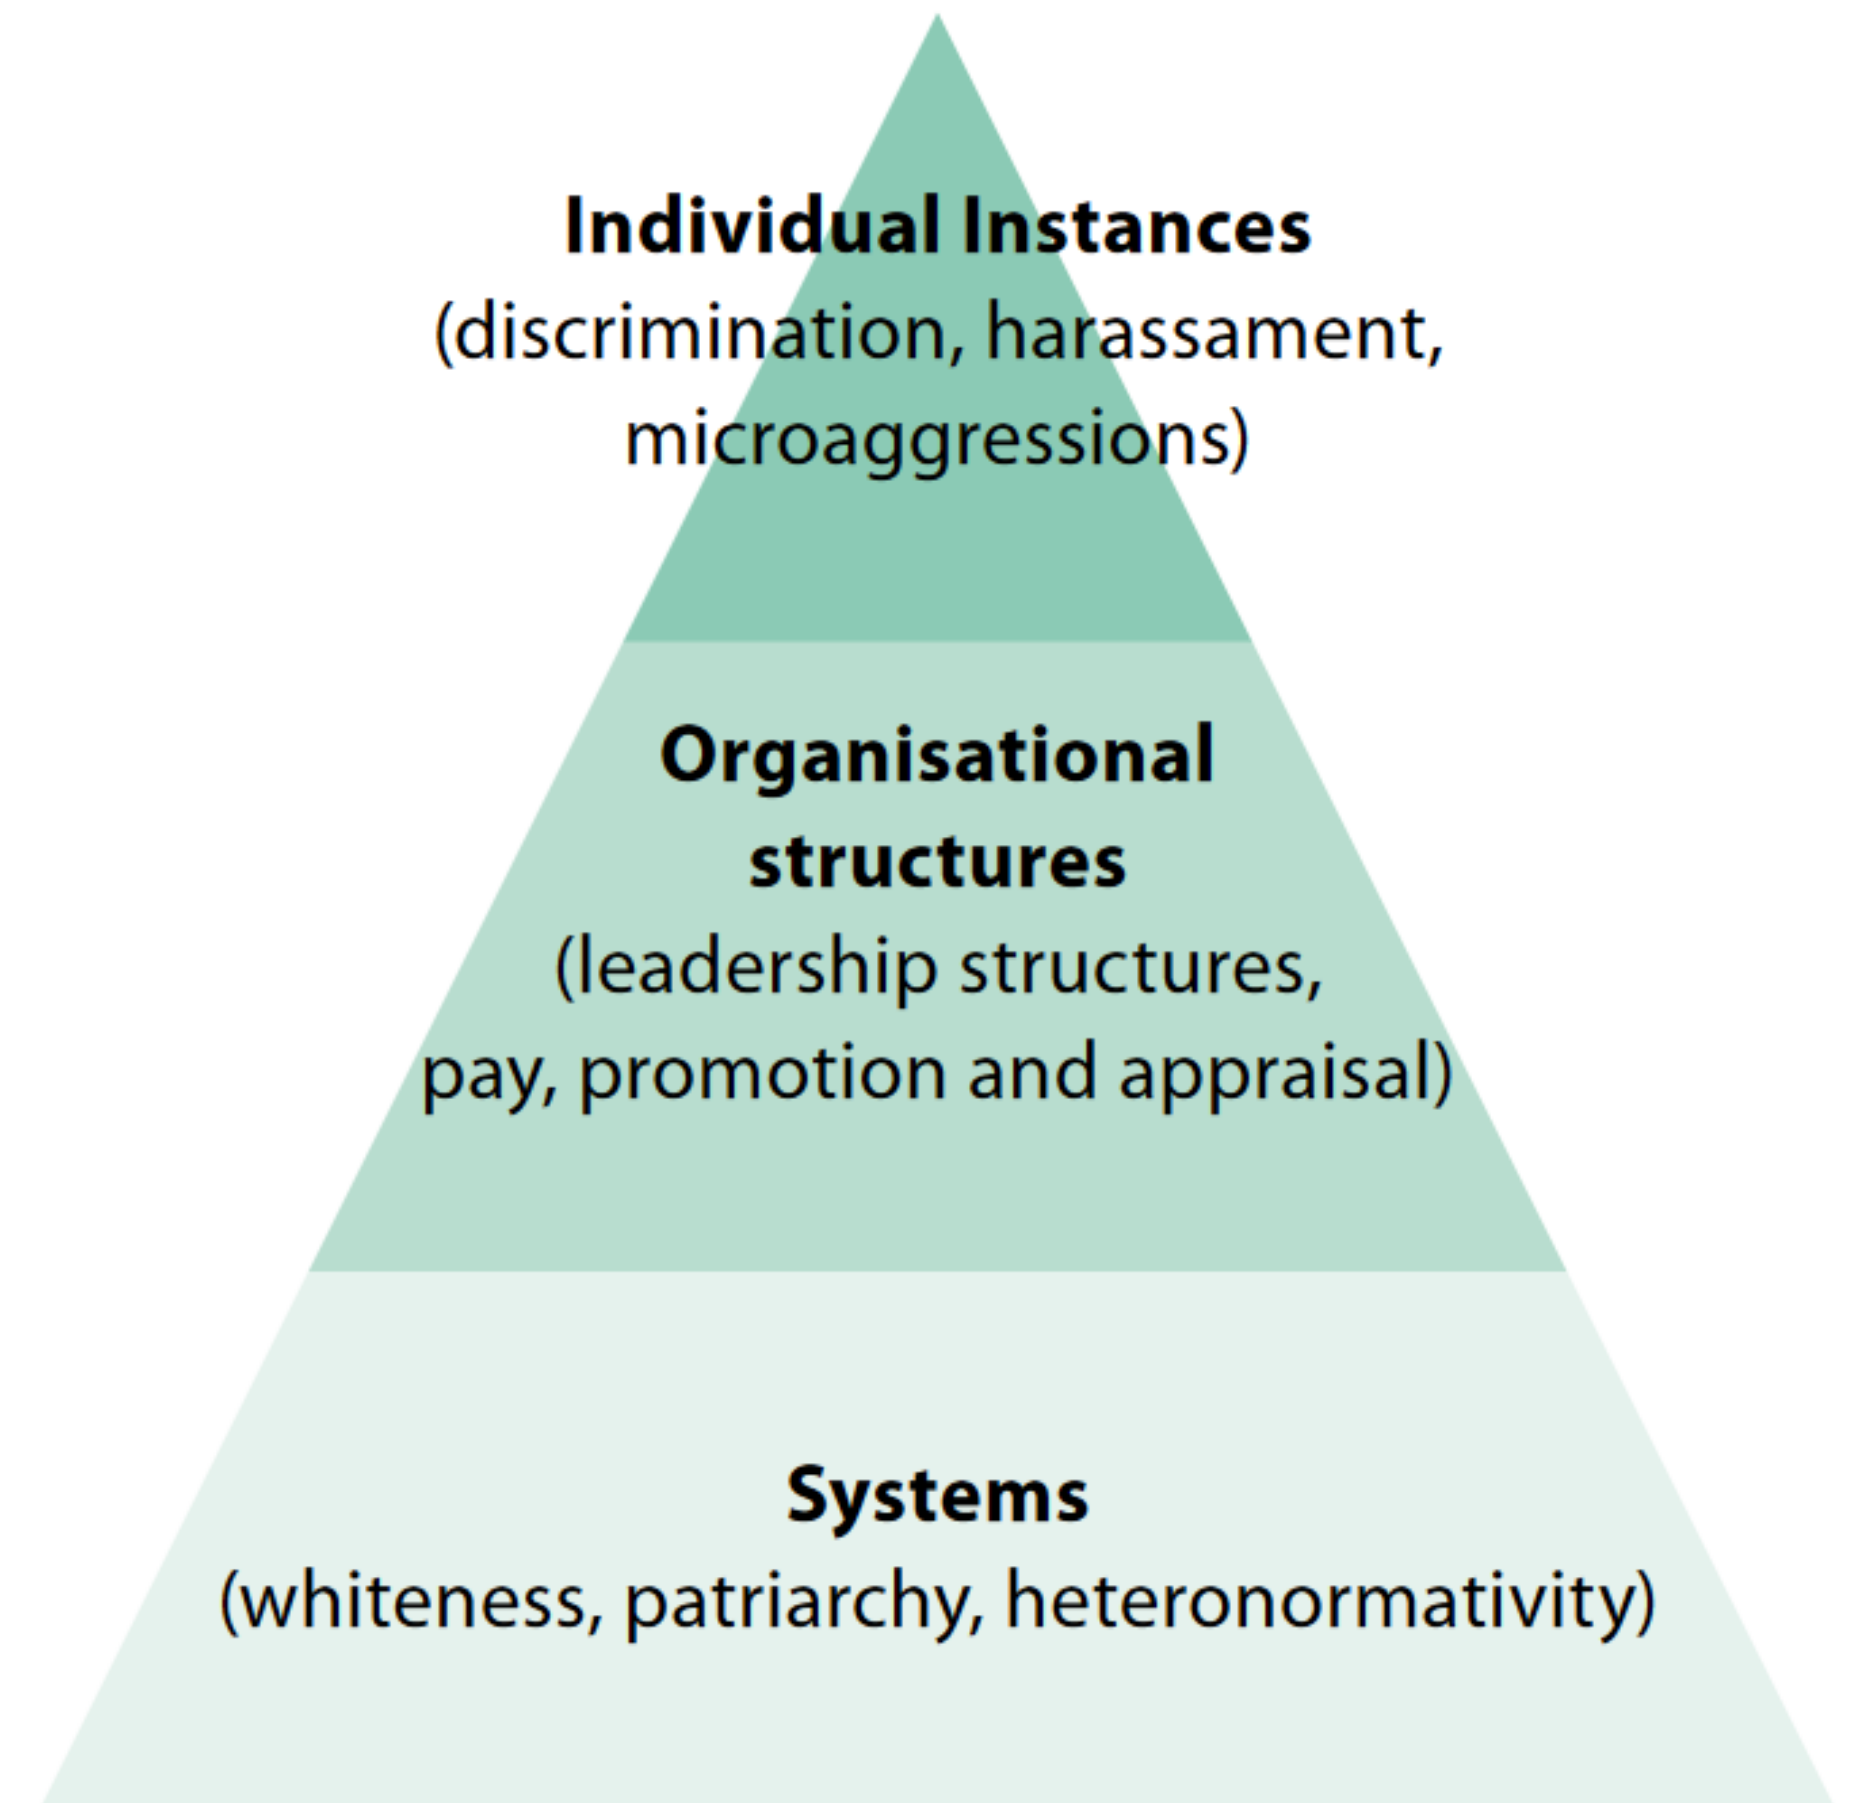 Individual Instances
(discrimination, harassament,
microaggressions)
Organisational
structures
(leadership structures,
pay, promotion and appraisal)
Systems
(whiteness, patriarchy, heteronormativity)